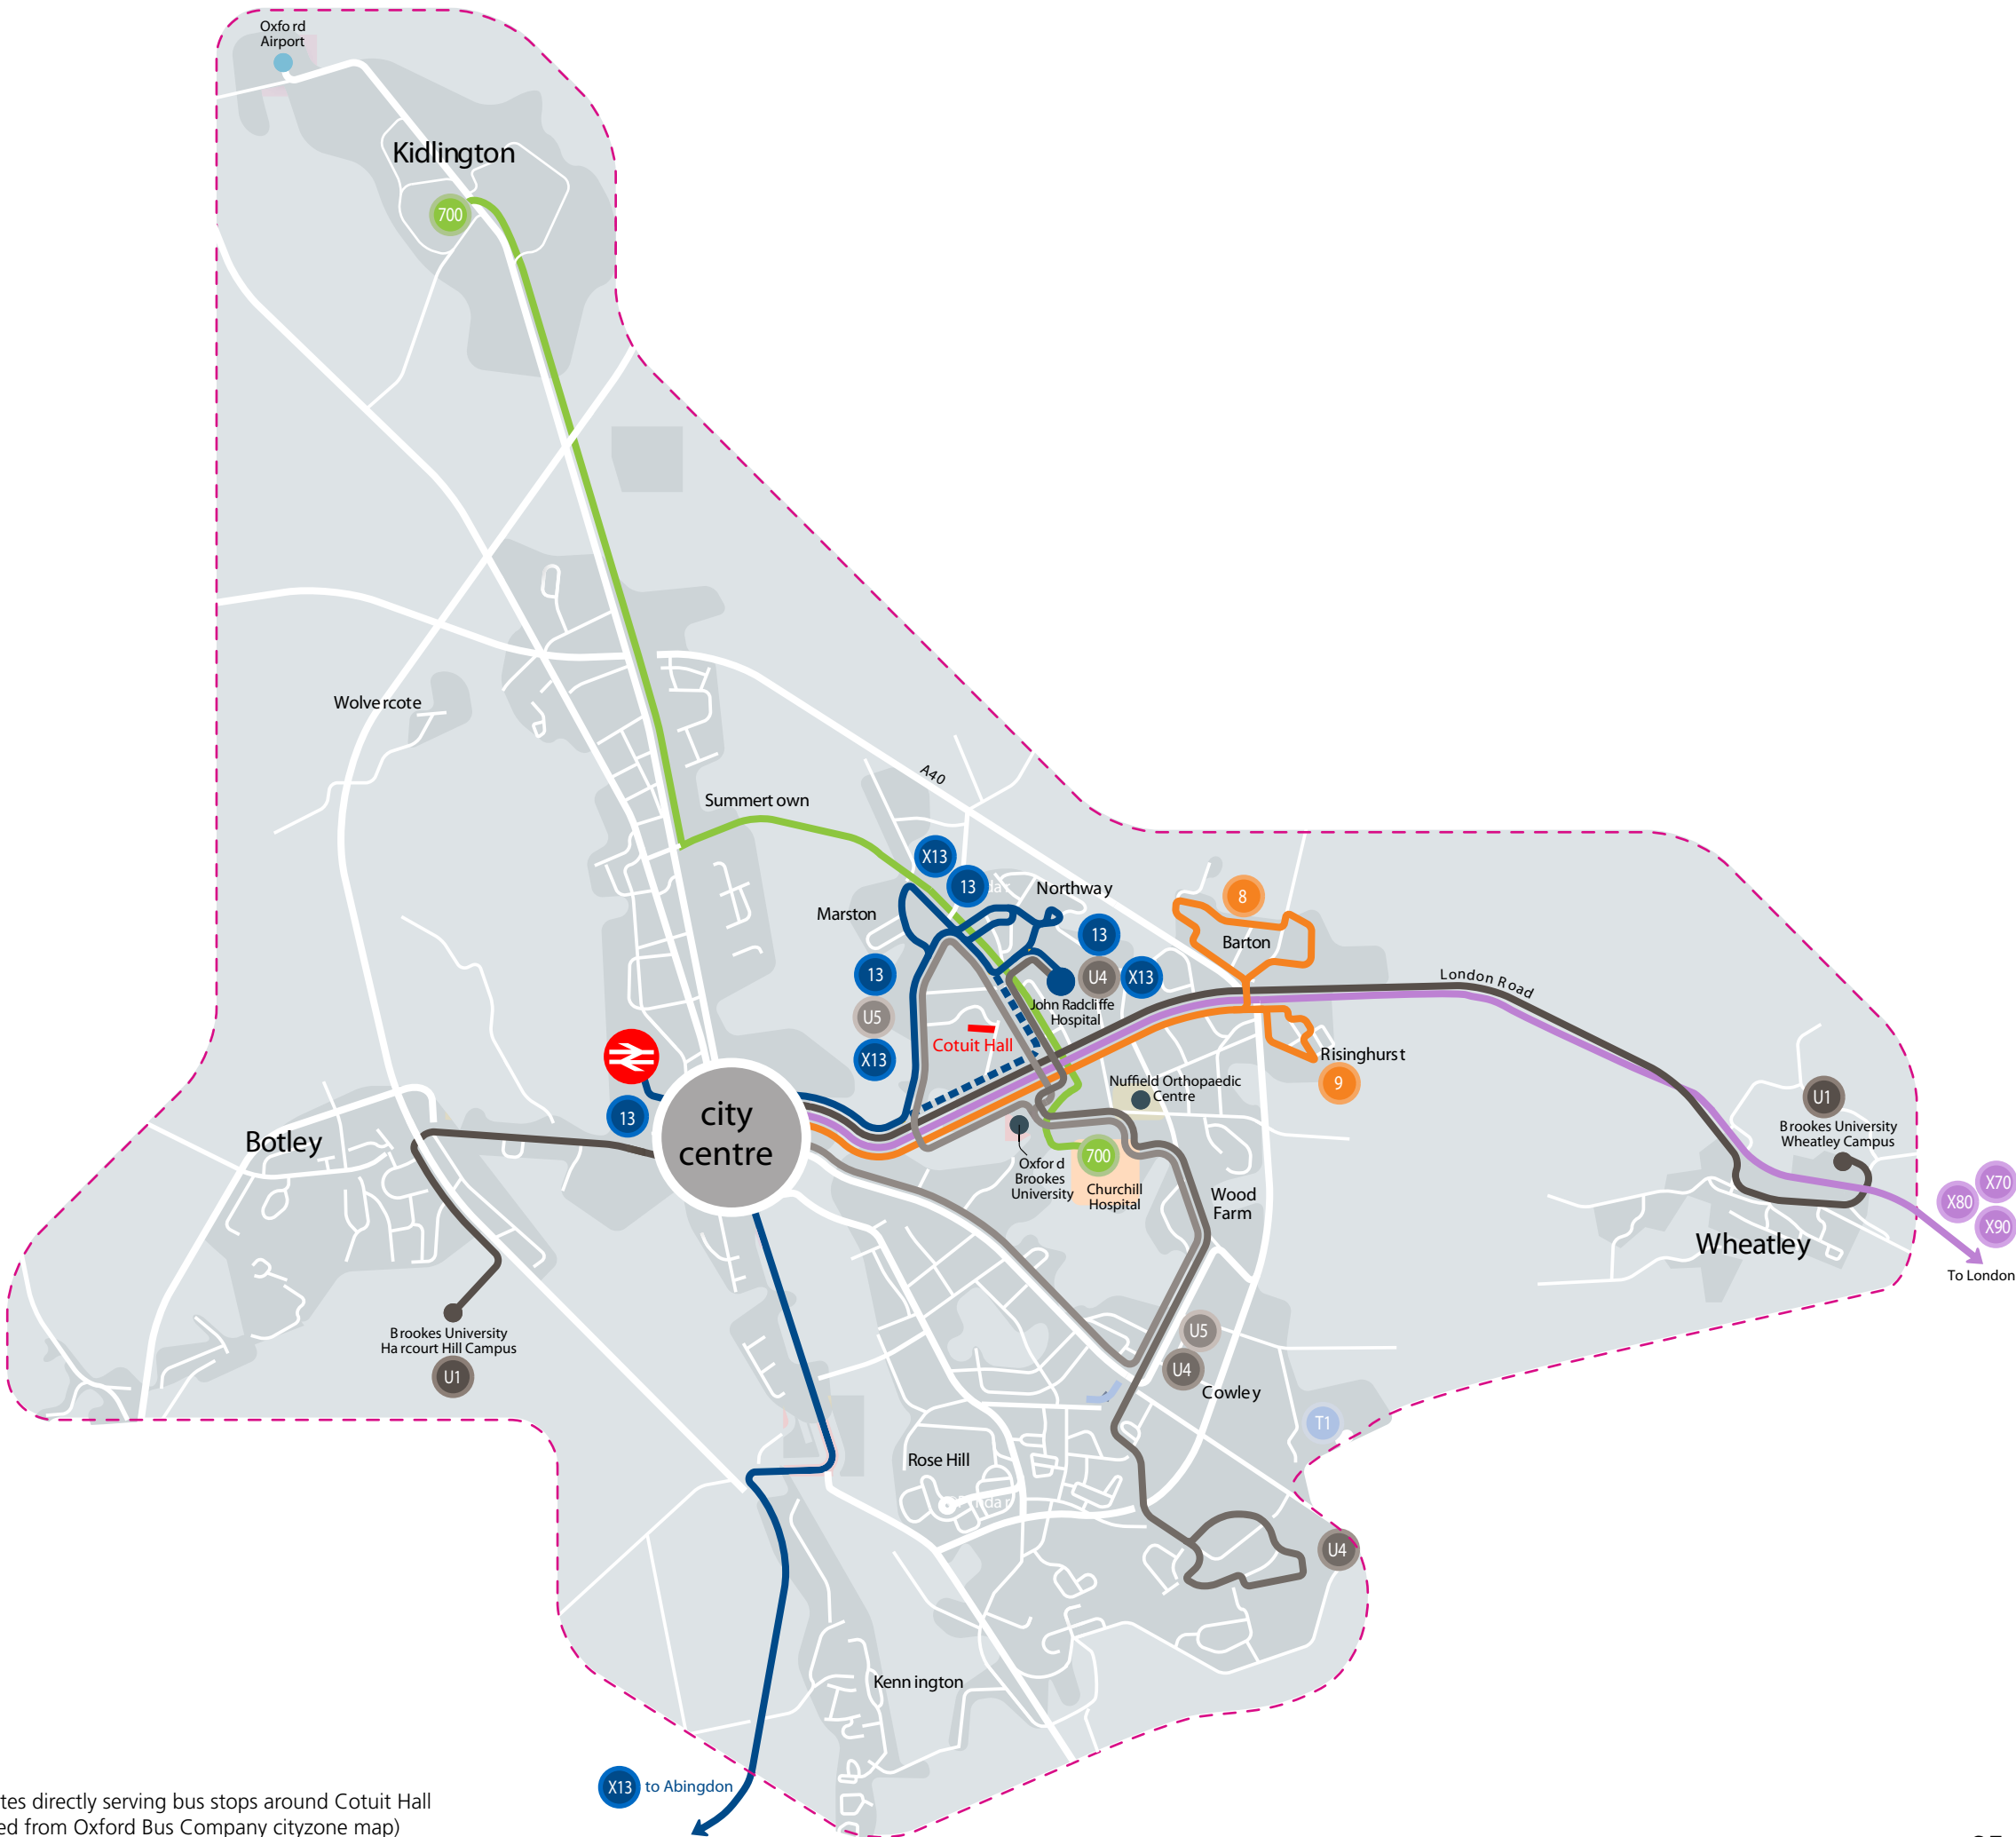 Oxford
Airport
Kidlington
700
Wolvercote
A40
Summertown
X13
13
Northway
8
Marston
13
Barton
13
U4
X13
London Road
U5
John Radcliffe
Hospital
Cotuit Hall
X13
Risinghurst
Nuffield Orthopaedic
Centre
9
13
city
centre
U1
Brookes University
Wheatley Campus
Botley
700
Oxford
Brookes
University
Churchill
Hospital
Wood
Farm
X70
X80
X90
Wheatley
To London
Brookes University
Harcourt Hill Campus
U1
U5
U4
Cowley
T1
Rose Hill
U4
Kennington
X13 to Abingdon
tes directly serving bus stops around Cotuit Hall
ed from Oxford Bus Company cityzone map)